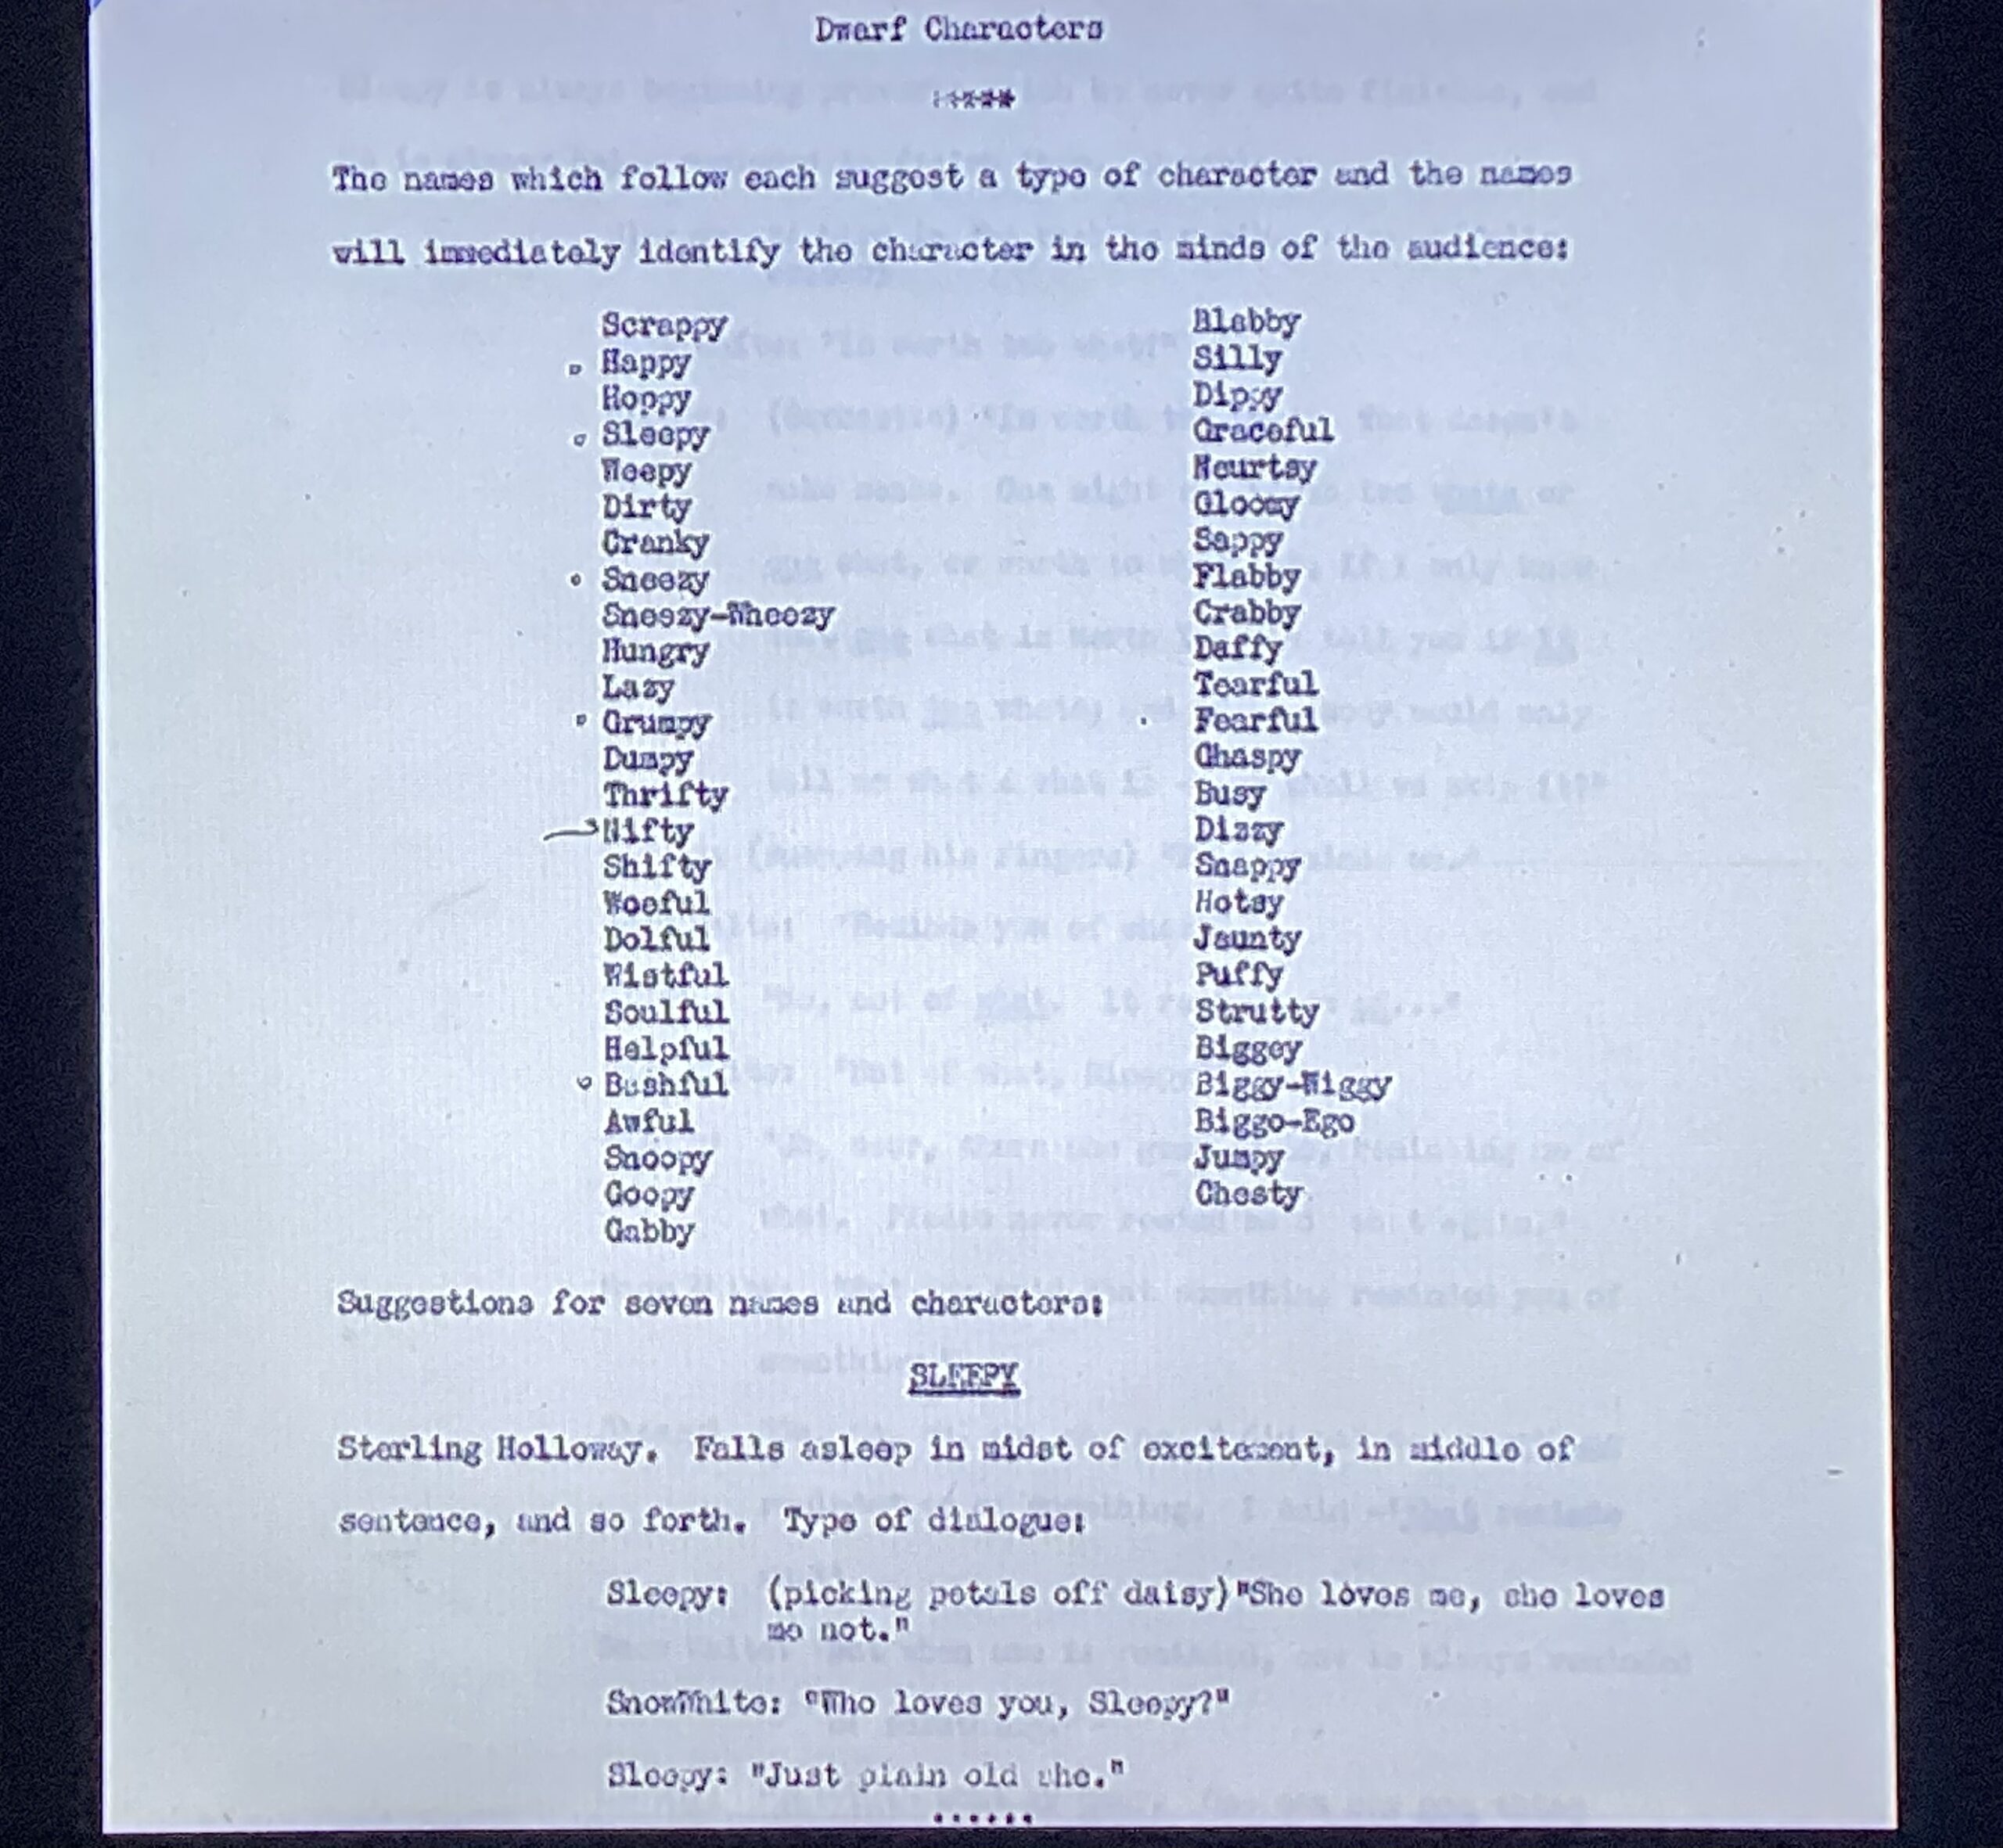 Dwarf Characters
*****
The names which follow each suggest a type of character and the names
will immediately identify the character in the minds of the audience:
Scrappy
Happy
Hoppy
Sleepy
Weepy
Dirty
Cranky
Sneezy
Sneezy-Wheezy
Hungry
Lazy
Grumpy
Dumpy
Thrifty
Nifty
Shifty
Woeful
Dolful
Wistful
Soulful
Helpful
Bashful
Awful
Snoopy
Goopy
Gabby
Blabby
Silly
Dippy
Graceful
Neurtsy
Gloomy
Sappy
Flabby
Crabby
Daffy
Tearful
Fearful
Ghaspy
Busy
Dizzy
Snappy
Hotsy
Jaunty
Puffy
Strutty
Biggey
Biggy-Wiggy
Biggo-Ego
Jumpy
Chesty
Suggestions for seven names and characters:
SLEEPY
Sterling Holloway. Falls asleep in midst of excitement, in middle of
sentence, and so forth. Type of dialogue:
Sleepy: (picking petals off daisy)"She loves me, she loves
me not."
SnowWhite: "Who loves you, Sleepy?"
Sleepy: "Just plain old she."
......